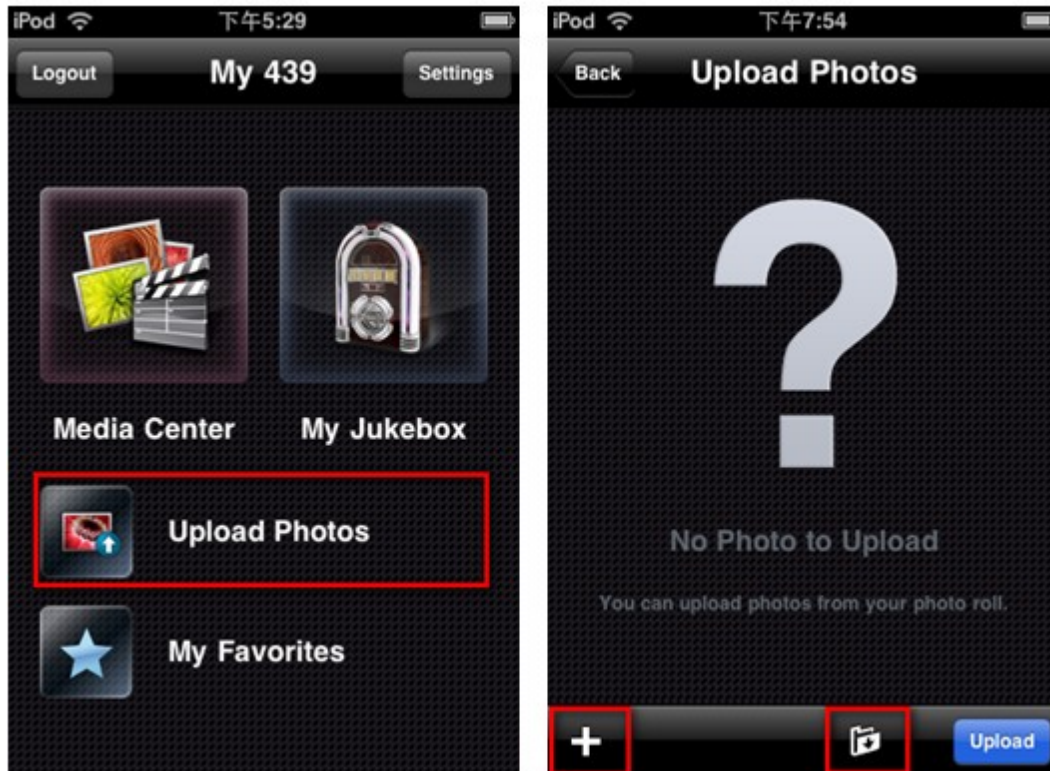 iPod 下午5:29
Logout My 439 Settings
Media Center My Jukebox
Upload Photos
My Favorites
iPod 下午7:54
Back Upload Photos
No Photo to Upload
You can upload photos from your photo roll.
Upload